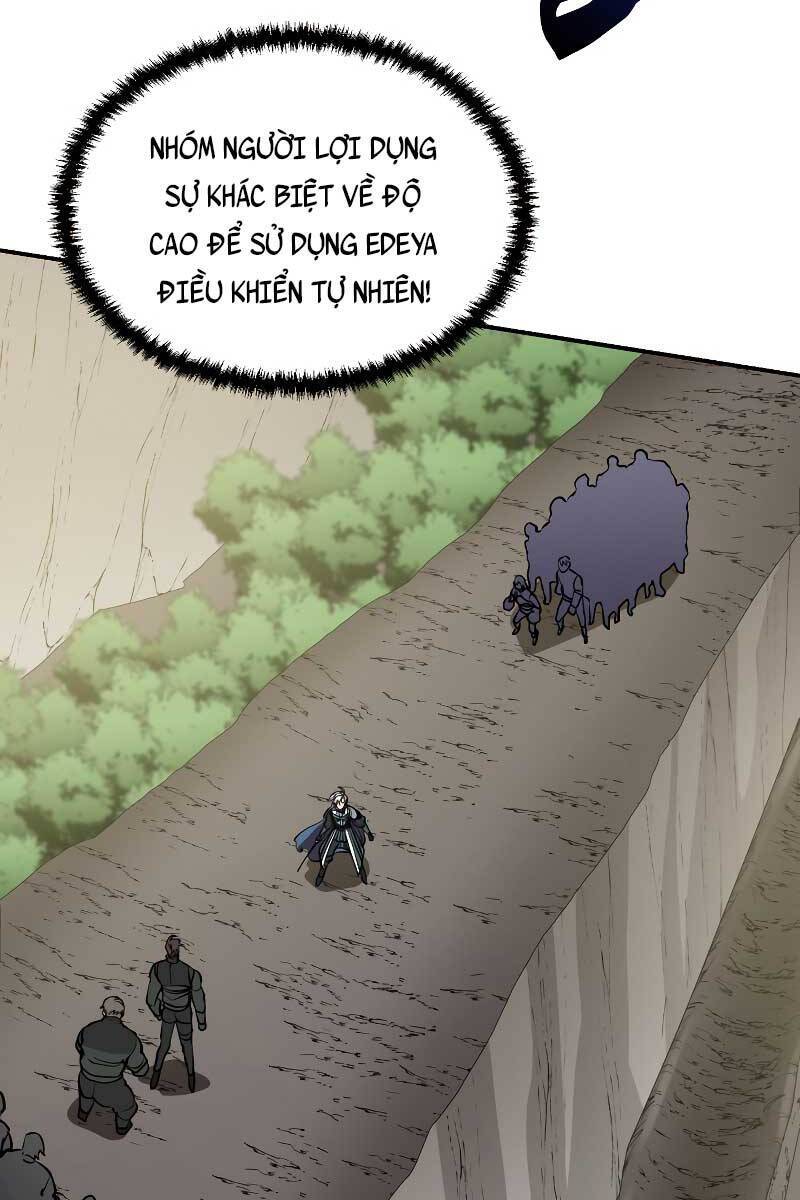 NHÓM NGƯỜI LỢI DỤNG
SỰ KHÁC BIỆT VỀ ĐỘ
CAO ĐỂ SỬ DỤNG EDEYA
ĐIỀU KHIỂN TỰ NHIÊN!